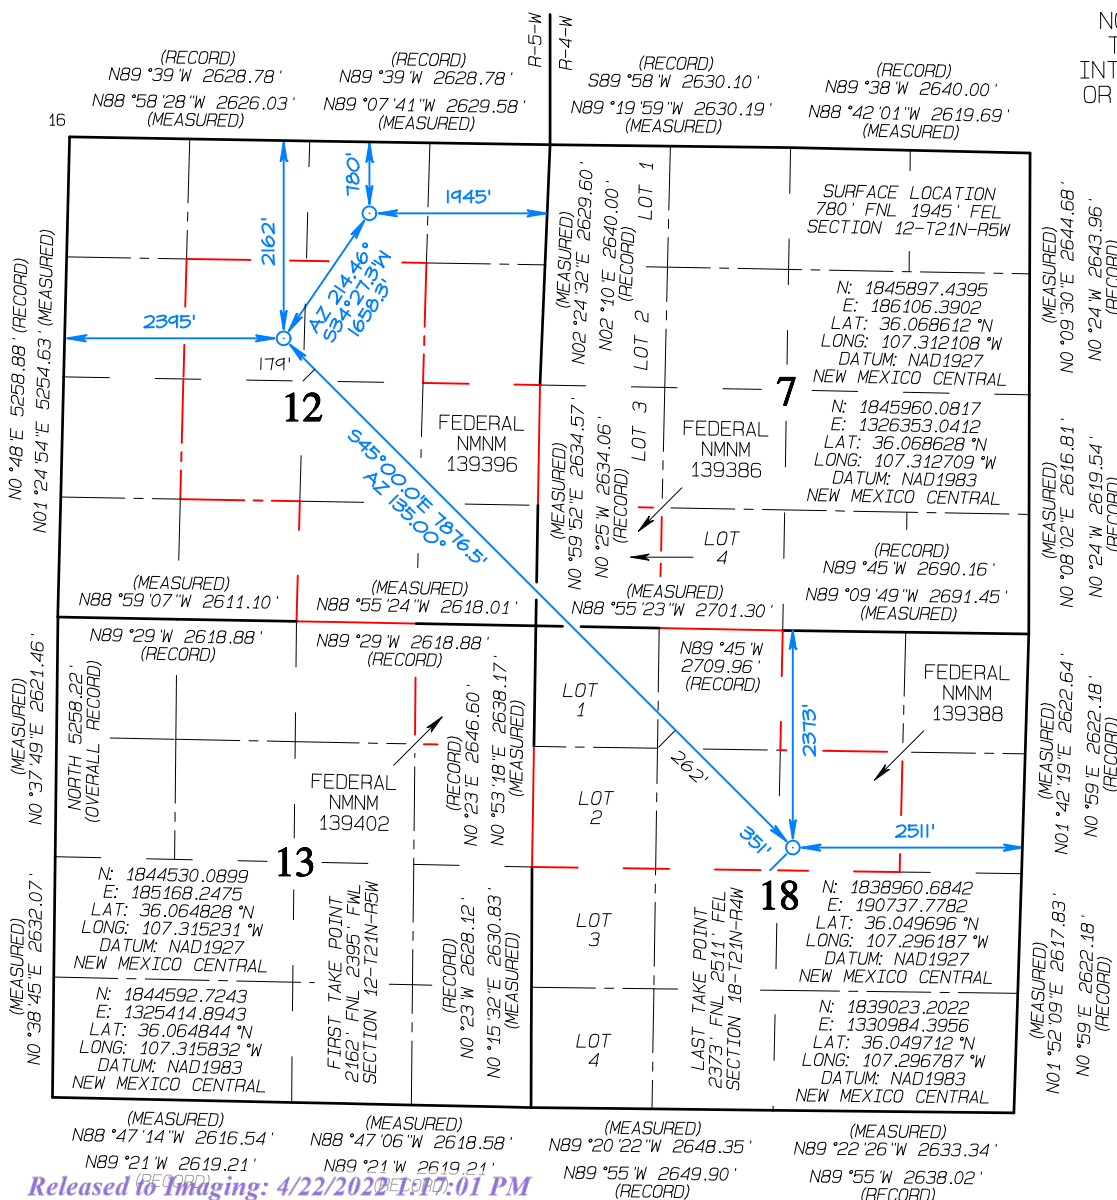 NO
T
INT
OR
R-5-W
R-4-W
(RECORD)
N89°39'W 2628.78'
N88°58'28"W 2626.03'
(MEASURED)
(RECORD)
N89°39'W 2628.78'
N89°07'41"W 2629.58'
(MEASURED)
(RECORD)
S89°58'W 2630.10'
N89°19'59"W 2630.19'
(MEASURED)
(RECORD)
N89°38'W 2640.00'
N88°42'01"W 2619.69'
(MEASURED)
16
780'
1945'
2162'
2395'
AZ 214.46°
S34°27.3'W
1658.3'
179'
12
N0°48'E 5258.88' (RECORD)
N01°24'54"E 5254.63' (MEASURED)
(MEASURED)
N02°24'32"E 2629.60'
N02°10'E 2640.00'
(RECORD)
LOT 1
LOT 2
LOT 3
SURFACE LOCATION
780' FNL 1945' FEL
SECTION 12-T21N-R5W
N: 1845897.4395
E: 186106.3902
LAT: 36.068612°N
LONG: 107.312108°W
DATUM: NAD1927
NEW MEXICO CENTRAL
7
N: 1845960.0817
E: 1326353.0412
LAT: 36.068628°N
LONG: 107.312709°W
DATUM: NAD1983
NEW MEXICO CENTRAL
(MEASURED)
N0°09'30"E 2644.68'
N0°24'W 2643.96'
(RECORD)
FEDERAL
NMNM
139396
FEDERAL
NMNM
139386
S45°00.0'E 7876.5'
AZ 135.00°
(MEASURED)
N0°59'52"E 2634.57'
N0°25'W 2634.06'
(RECORD)
LOT
4
(MEASURED)
N0°08'02"E 2616.81'
N0°24'W 2619.54'
(RECORD)
(MEASURED)
N88°59'07"W 2611.10'
(MEASURED)
N88°55'24"W 2618.01'
(MEASURED)
N88°55'23"W 2701.30'
(RECORD)
N89°45'W 2690.16'
N89°09'49"W 2691.45'
(MEASURED)
N89°29'W 2618.88'
(RECORD)
N89°29'W 2618.88'
(RECORD)
N89°45'W
2709.96'
(RECORD)
(MEASURED)
N0°37'49"E 2621.46'
NORTH 5258.22'
(OVERALL RECORD)
FEDERAL
NMNM
139402
(RECORD)
N0°23'E 2646.60'
N0°53'18"E 2638.17'
(MEASURED)
LOT
1
LOT
2
262'
2373'
351'
2511'
FEDERAL
NMNM
139388
(MEASURED)
N01°42'19"E 2622.64'
N0°59'E 2622.18'
(RECORD)
13
18
(MEASURED)
N0°38'45"E 2632.07'
N: 1844530.0899
E: 185168.2475
LAT: 36.064828°N
LONG: 107.315231°W
DATUM: NAD1927
NEW MEXICO CENTRAL
N: 1844592.7243
E: 1325414.8943
LAT: 36.064844°N
LONG: 107.315832°W
DATUM: NAD1983
NEW MEXICO CENTRAL
FIRST TAKE POINT
2162' FNL 2395' FWL
SECTION 12-T21N-R5W
(RECORD)
N0°23'W 2628.12'
N0°15'32"E 2630.83'
(MEASURED)
LOT
3
LOT
4
LAST TAKE POINT
2373' FNL 2511' FEL
SECTION 18-T21N-R4W
N: 1838960.6842
E: 190737.7782
LAT: 36.049696°N
LONG: 107.296187°W
DATUM: NAD1927
NEW MEXICO CENTRAL
N: 1839023.2022
E: 1330984.3956
LAT: 36.049712°N
LONG: 107.296787°W
DATUM: NAD1983
NEW MEXICO CENTRAL
(MEASURED)
N01°52'09"E 2617.83'
N0°59'E 2622.18'
(RECORD)
(MEASURED)
N88°47'14"W 2616.54'
N89°21'W 2619.21'
(RECORD)
(MEASURED)
N88°47'06"W 2618.58'
N89°21'W 2619.21'
(RECORD)
(MEASURED)
N89°20'22"W 2648.35'
N89°55'W 2649.90'
(RECORD)
(MEASURED)
N89°22'26"W 2633.34'
N89°55'W 2638.02'
(RECORD)
Released to Imaging: